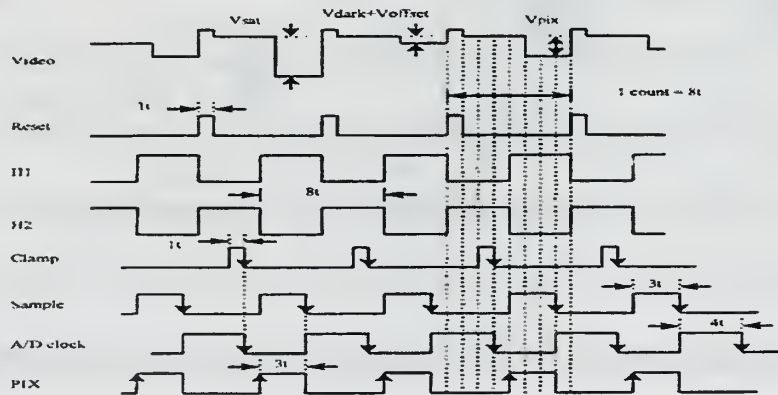 Vsat Vdark+Voffset Vpix
Video
1t 1 count = 8t
Reset
H1
8t
H2
1t
Clamp
3t
Sample
4t
A/D clock
3t
PIX